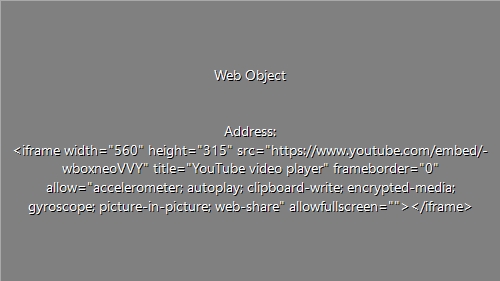 Web Object
Address:
<iframe width="560" height="315" src="https://www.youtube.com/embed/-
wboxneoVVY" title="YouTube video player" frameborder="0"
allow="accelerometer; autoplay; clipboard-write; encrypted-media;
gyroscope; picture-in-picture; web-share" allowfullscreen=""></iframe>